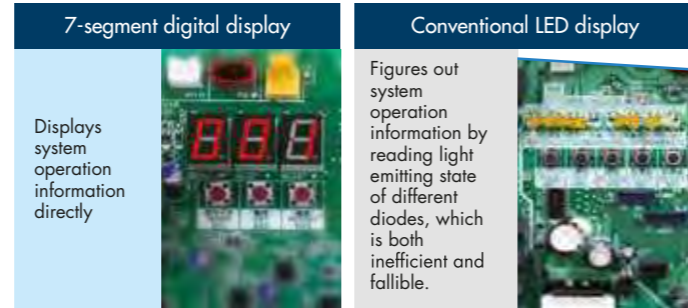 7-segment digital display
Displays
system
operation
information
directly
Conventional LED display
Figures out
system
operation
information by
reading light
emitting state
of different
diodes, which
is both
inefficient and
fallible.